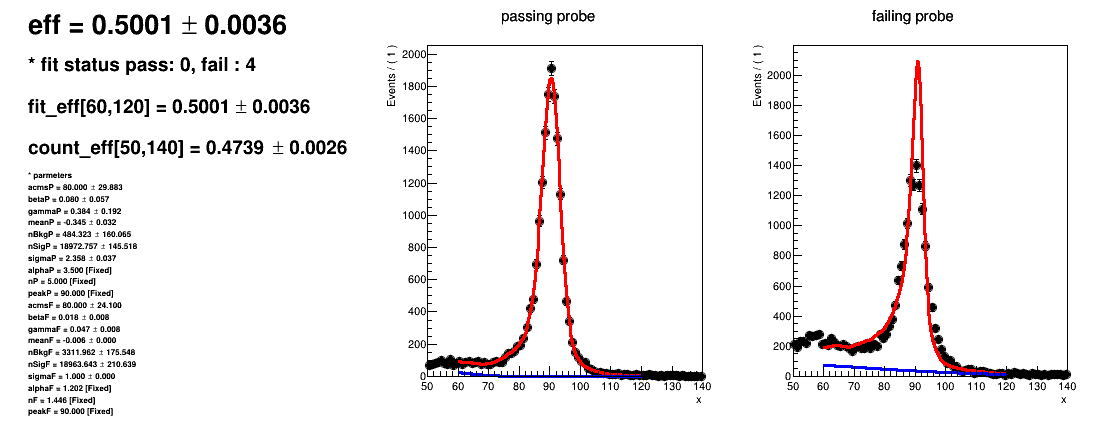 eff = 0.5001 ± 0.0036
* fit status pass: 0, fail : 4
fit_eff[60,120] = 0.5001 ± 0.0036
count_eff[50,140] = 0.4739 ± 0.0026
* parmeters
acmsP = 80.000 ± 29.883
betaP = 0.080 ± 0.057
gammaP = 0.384 ± 0.192
meanP = -0.345 ± 0.032
nBkgP = 484.323 ± 160.065
nSigP = 18972.757 ± 145.518
sigmaP = 2.358 ± 0.037
alphaP = 3.500 [Fixed]
nP = 5.000 [Fixed]
peakP = 90.000 [Fixed]
acmsF = 80.000 ± 24.100
betaF = 0.018 ± 0.008
gammaF = 0.047 ± 0.008
meanF = -0.006 ± 0.000
nBkgF = 3311.962 ± 175.548
nSigF = 18963.643 ± 210.639
sigmaF = 1.000 ± 0.000
alphaF = 1.202 [Fixed]
nF = 1.446 [Fixed]
peakF = 90.000 [Fixed]
passing probe
Events / ( 1 )
2000
1800
1600
1400
1200
1000
800
600
400
200
0
50 60 70 80 90 100 110 120 130 140
x
failing probe
Events / ( 1 )
2000
1800
1600
1400
1200
1000
800
600
400
200
0
50 60 70 80 90 100 110 120 130 140
x